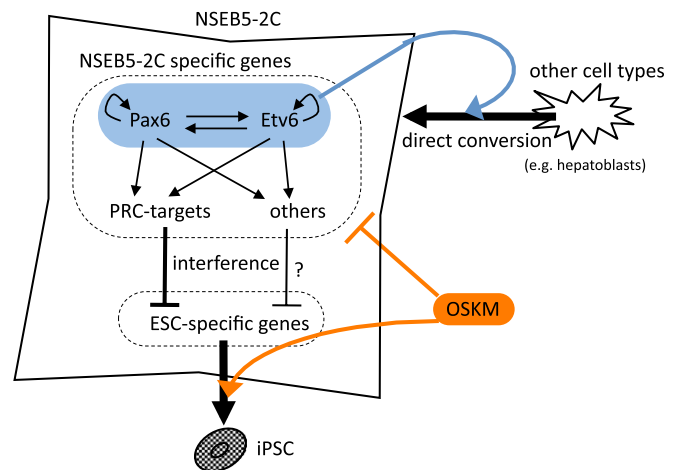 NSEB5-2C
NSEB5-2C specific genes
other cell types
Pax6
Etv6
direct conversion
(e.g. hepatoblasts)
PRC-targets
others
interference
?
OSKM
ESC-specific genes
iPSC